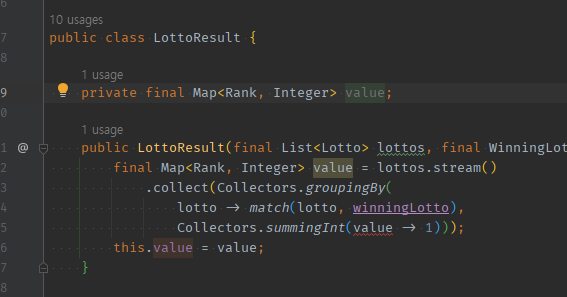 6
10 usages
7 public class LottoResult {
8
1 usage
9 private final Map<Rank, Integer> value;
0
1 usage
1 @ public LottoResult(final List<Lotto> lottos, final WinningLot
2 final Map<Rank, Integer> value = lottos.stream()
3 .collect(Collectors.groupingBy(
4 lotto -> match(lotto, winningLotto),
5 Collectors.summingInt(value -> 1)));
6 this.value = value;
7 }
8